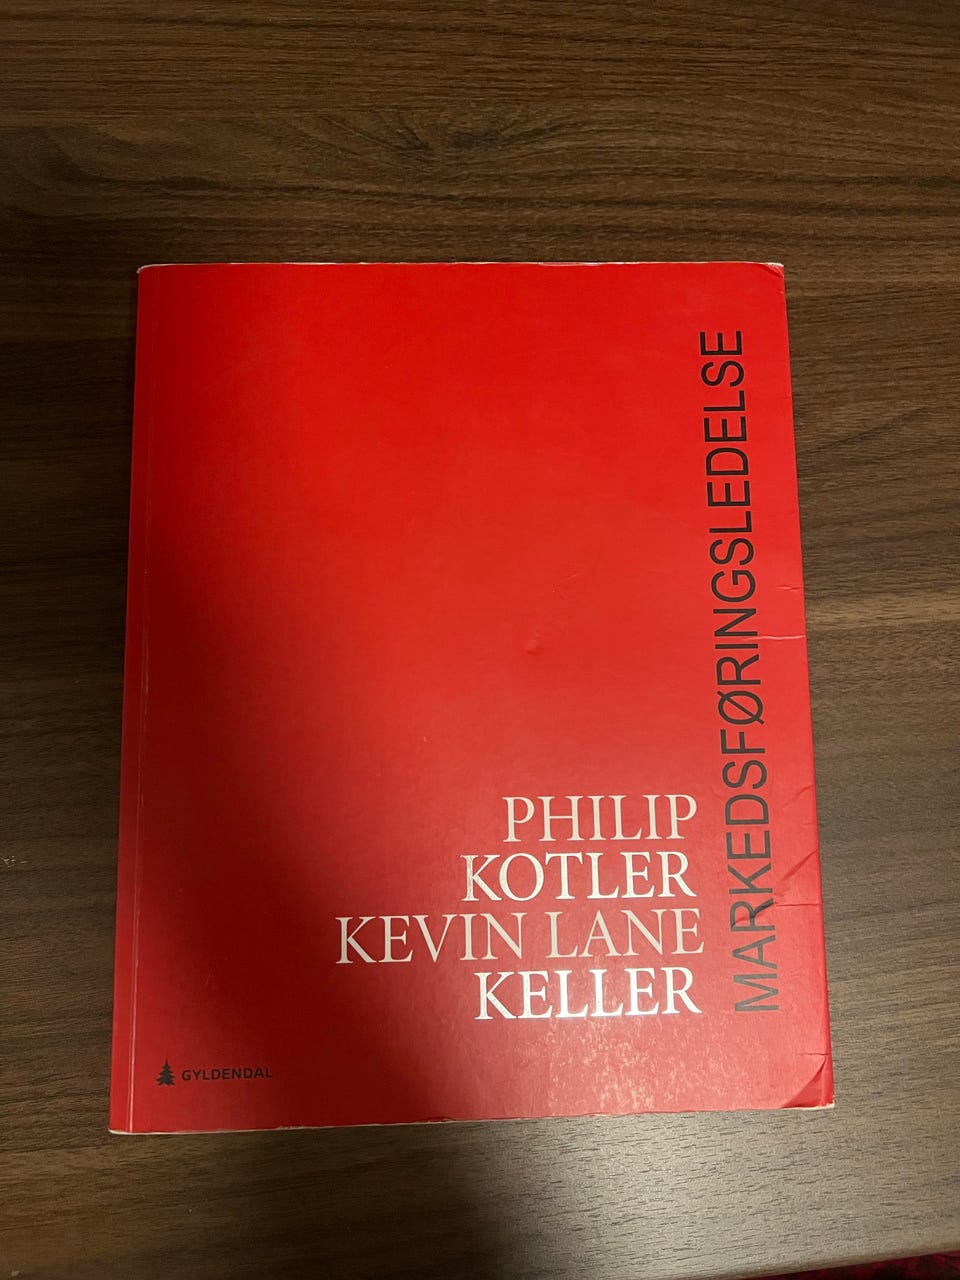 MARKEDSFØRINGSLEDELSE
PHILIP
KOTLER
KEVIN LANE
KELLER
GYLDENDAL